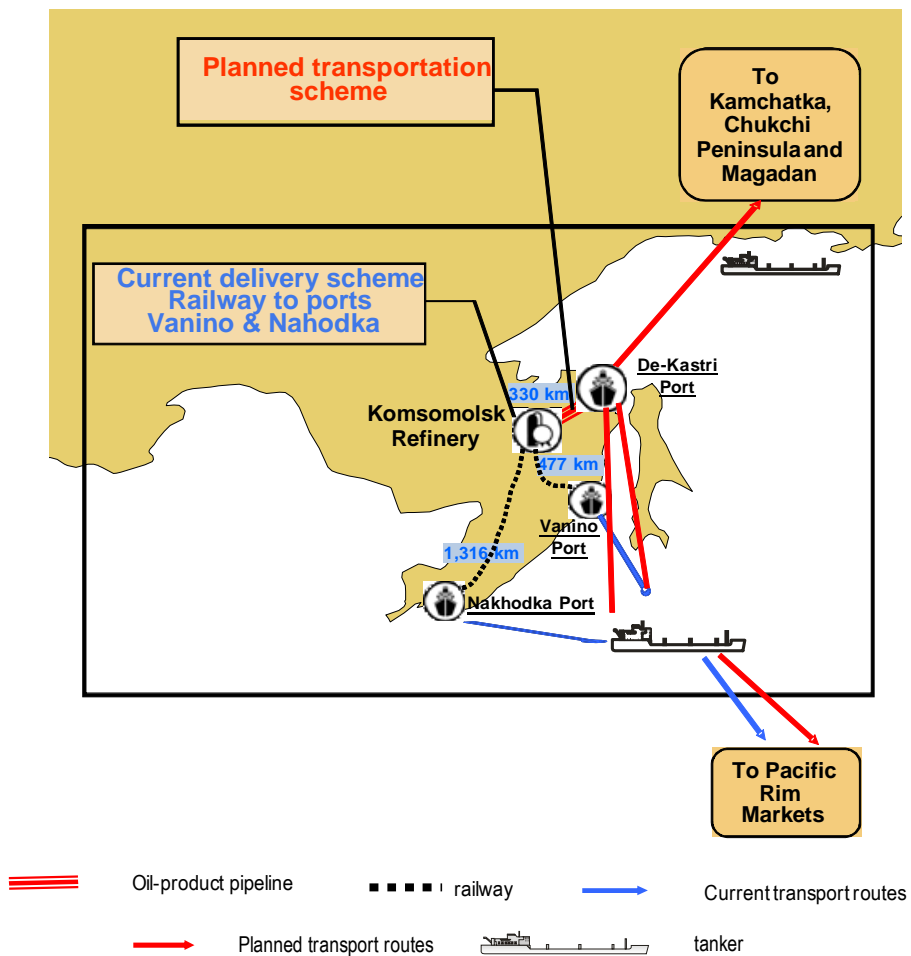 Planned transportation
scheme
To
Kamchatka,
Chukchi
Peninsula and
Magadan
Current delivery scheme
Railway to ports
Vanino & Nahodka
De-Kastri
Port
330 km
Komsomolsk
Refinery
477 km
Vanino
Port
1,316 km
Nakhodka Port
To Pacific
Rim
Markets
Oil-product pipeline
railway
Current transport routes
Planned transport routes
tanker